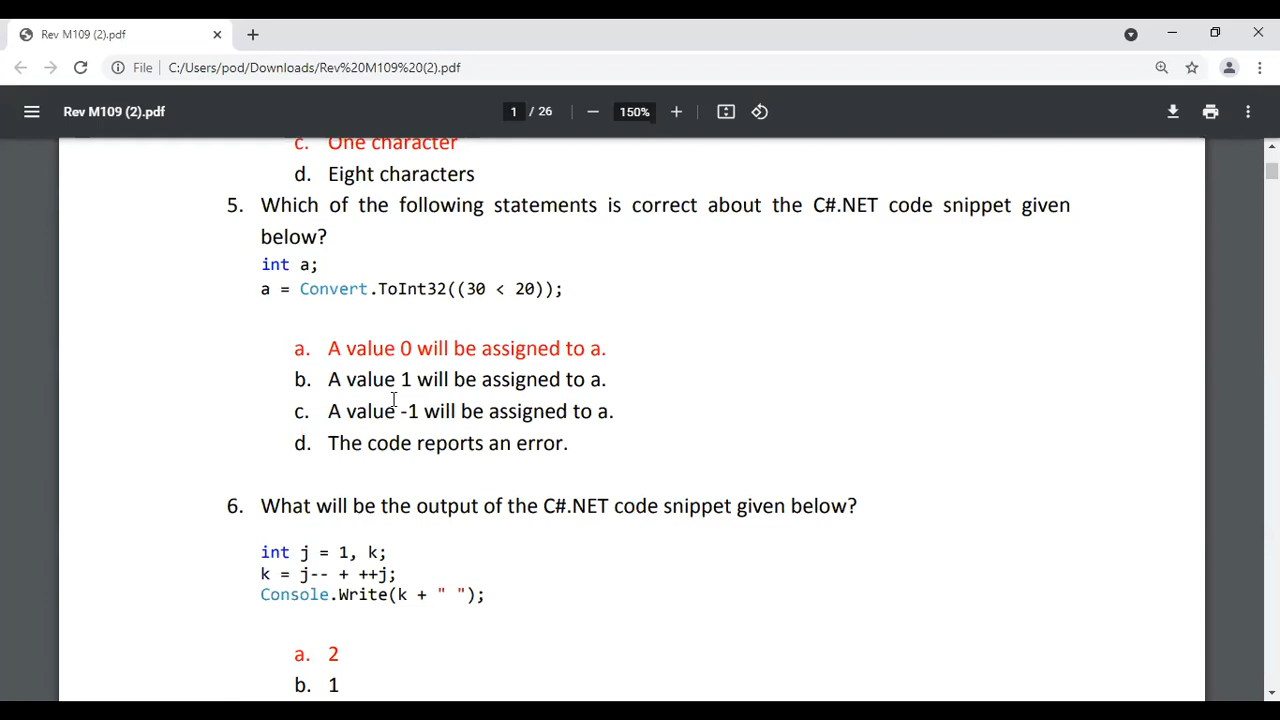 Rev M109 (2).pdf
File | C:/Users/pod/Downloads/Rev%20M109%20(2).pdf
Rev M109 (2).pdf 1 / 26 150%
c. One character
d. Eight characters
5. Which of the following statements is correct about the C#.NET code snippet given
below?
int a;
a = Convert.ToInt32((30 < 20));
a. A value 0 will be assigned to a.
b. A value 1 will be assigned to a.
c. A value -1 will be assigned to a.
d. The code reports an error.
6. What will be the output of the C#.NET code snippet given below?
int j = 1, k;
k = j-- + ++j;
Console.Write(k + " ");
a. 2
b. 1